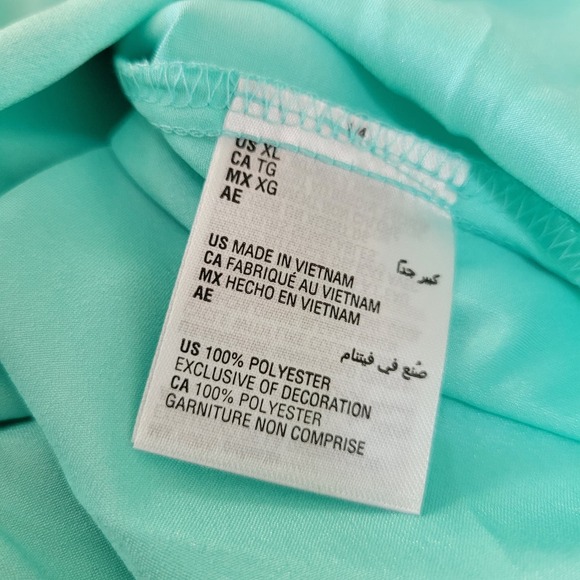 US XL
CA TG
MX XG
AE
كبير جدًا
US MADE IN VIETNAM
CA FABRIQUÉ AU VIETNAM
MX HECHO EN VIETNAM
AE
صُنع في فيتنام
US 100% POLYESTER
EXCLUSIVE OF DECORATION
CA 100% POLYESTER
GARNITURE NON COMPRISE